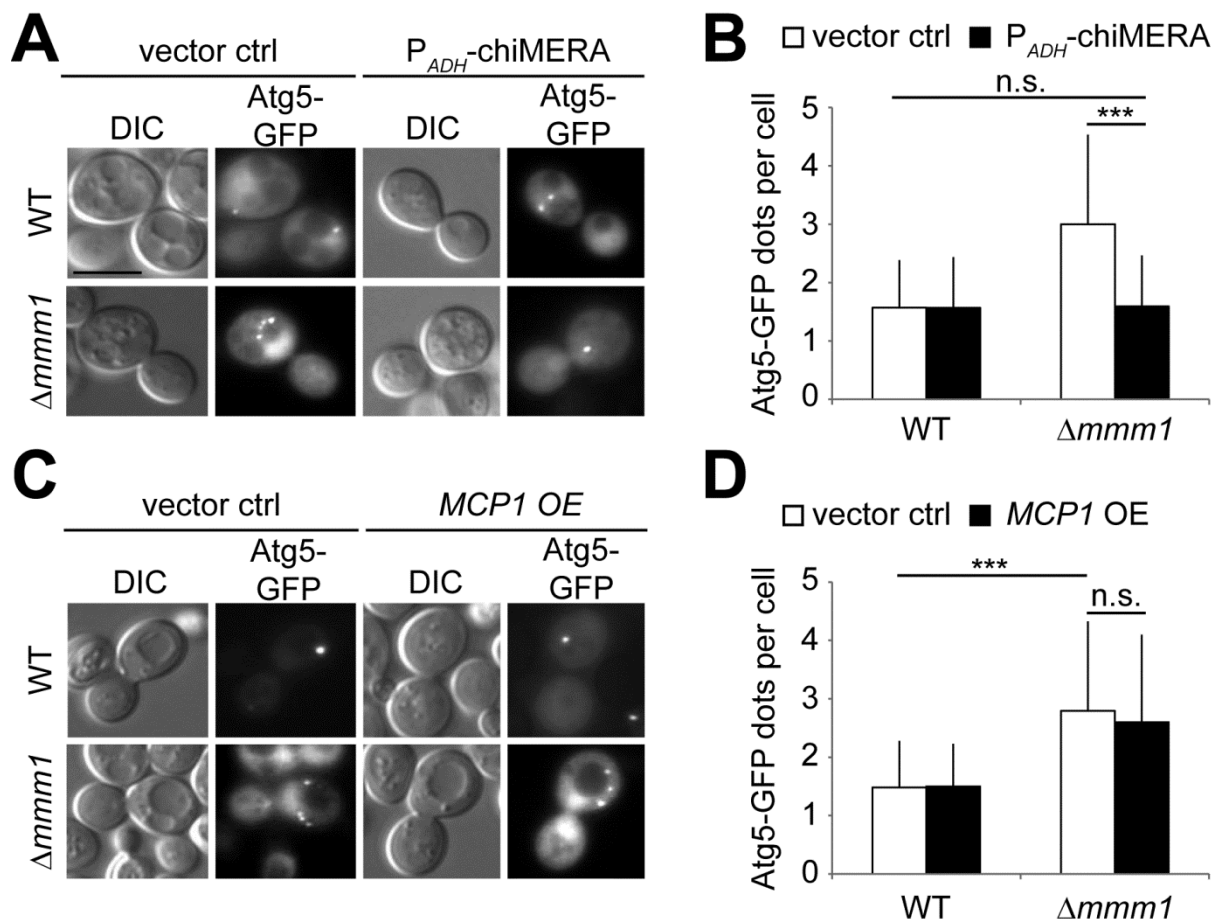 A
vector ctrl
P_ADH-chiMERA
DIC
Atg5-
GFP
DIC
Atg5-
GFP
WT
Δmmm1
B
vector ctrl P_ADH-chiMERA
n.s.
***
Atg5-GFP dots per cell
5
4
3
2
1
0
WT Δmmm1
C
vector ctrl
MCP1 OE
DIC
Atg5-
GFP
DIC
Atg5-
GFP
WT
Δmmm1
D
vector ctrl MCP1 OE
***
n.s.
Atg5-GFP dots per cell
5
4
3
2
1
0
WT Δmmm1